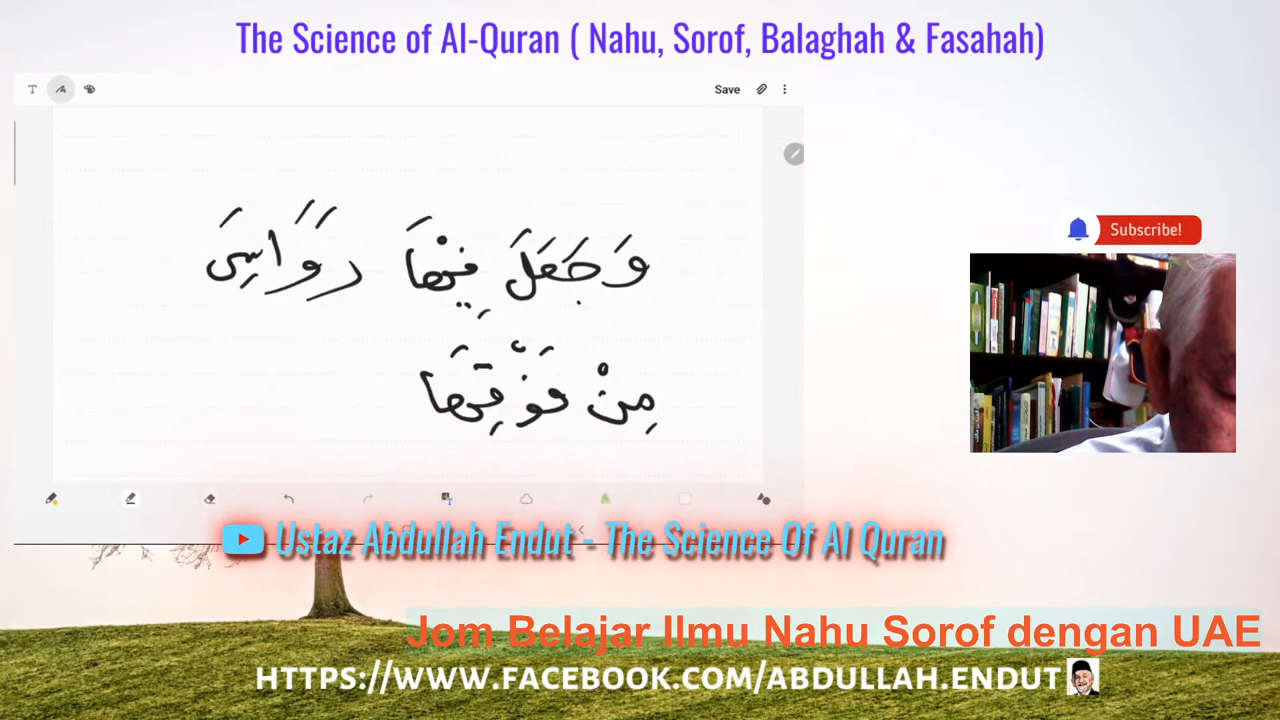 The Science of Al-Quran ( Nahu, Sorof, Balaghah & Fasahah)
T
Save
وَجَعَلَ فِيْهَا رَوَاسِىَ
مِنْ فَوْقِهَا
Subscribe!
Ustaz Abdullah Endut - The Science Of Al Quran
Jom Belajar Ilmu Nahu Sorof dengan UAE
HTTPS://WWW.FACEBOOK.COM/ABDULLAH.ENDUT